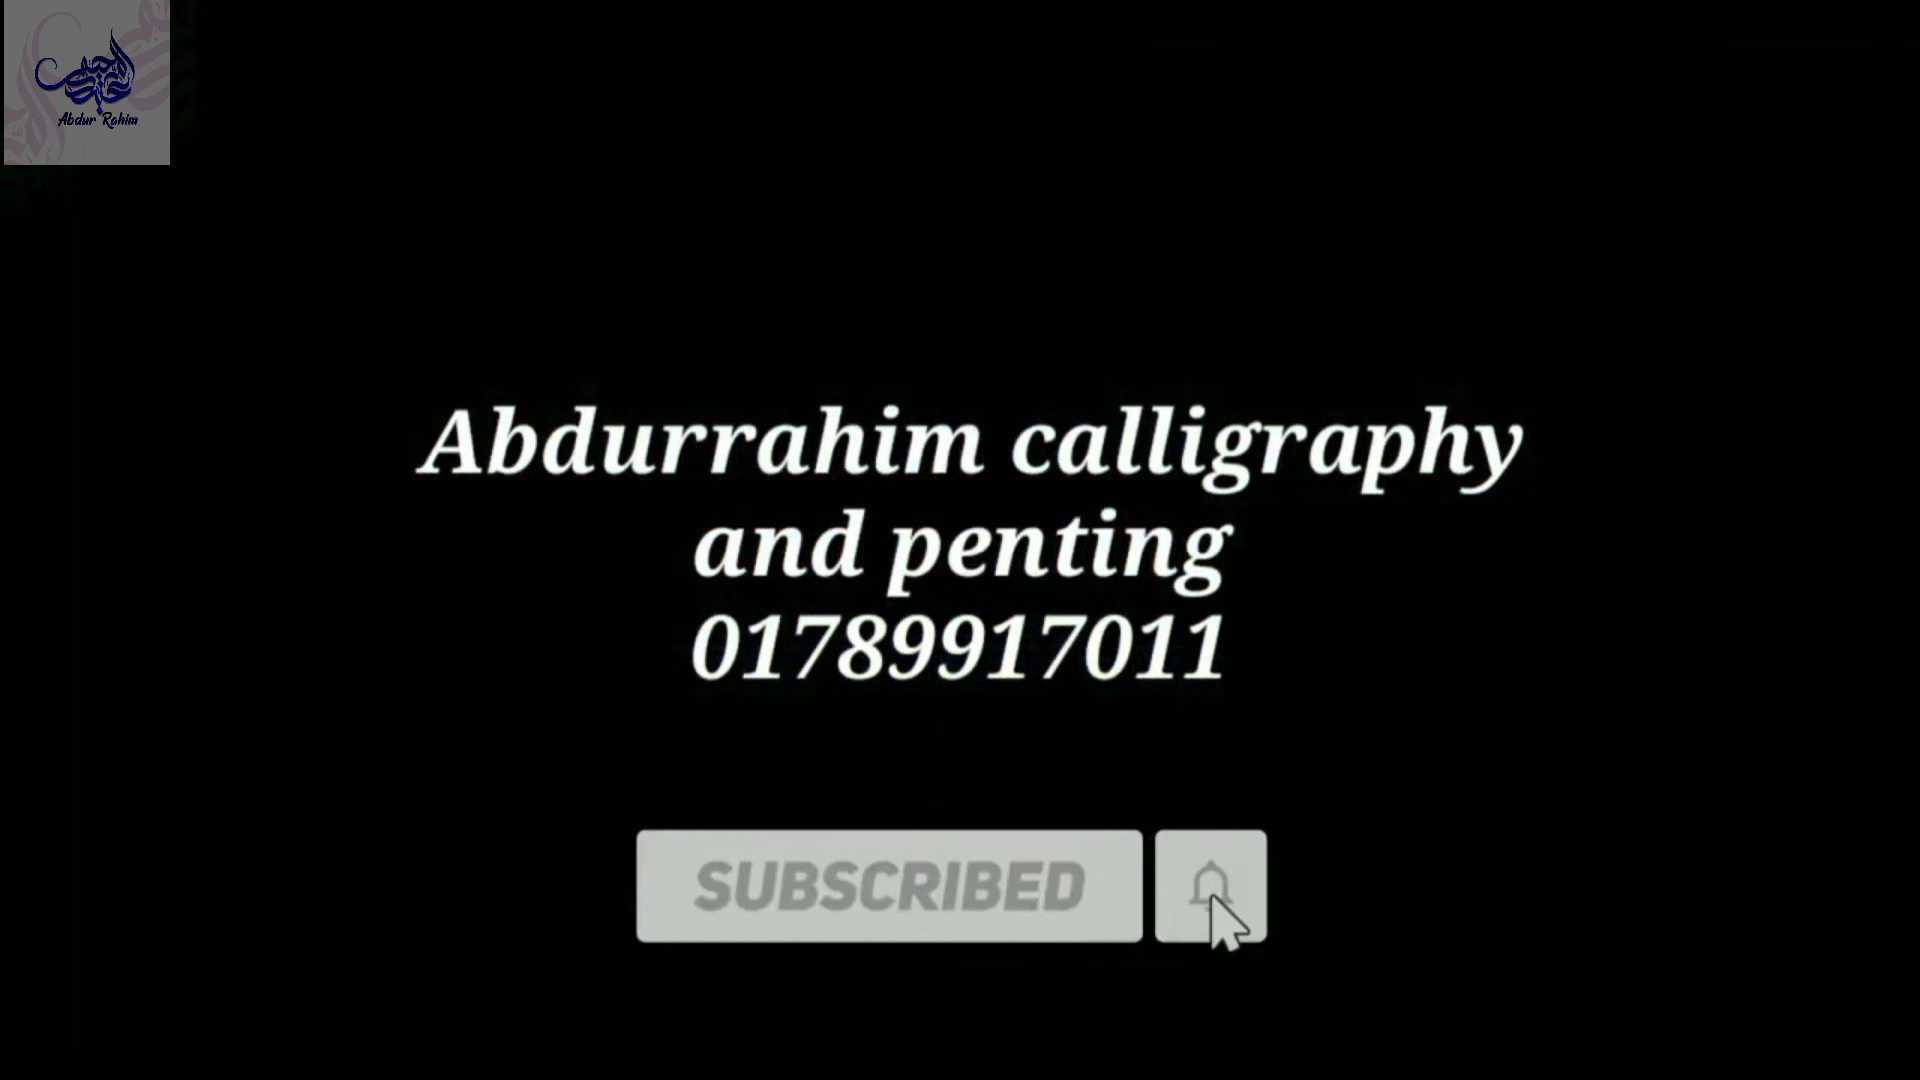 Abdur Rahim
Abdurrahim calligraphy
and penting
01789917011
SUBSCRIBED